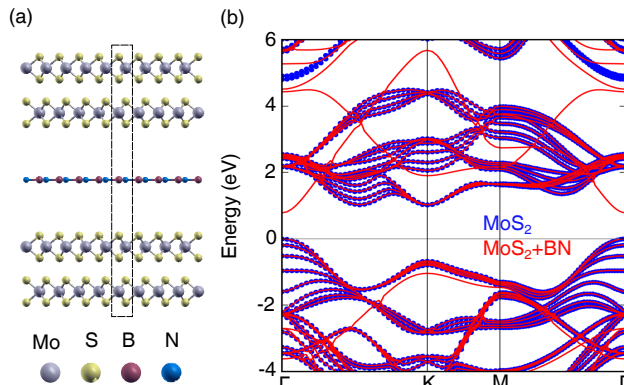 (a)
(b)
Mo S B N
Energy (eV)
6
4
2
0
-2
-4
MoS₂
MoS₂+BN
Γ K M Γ